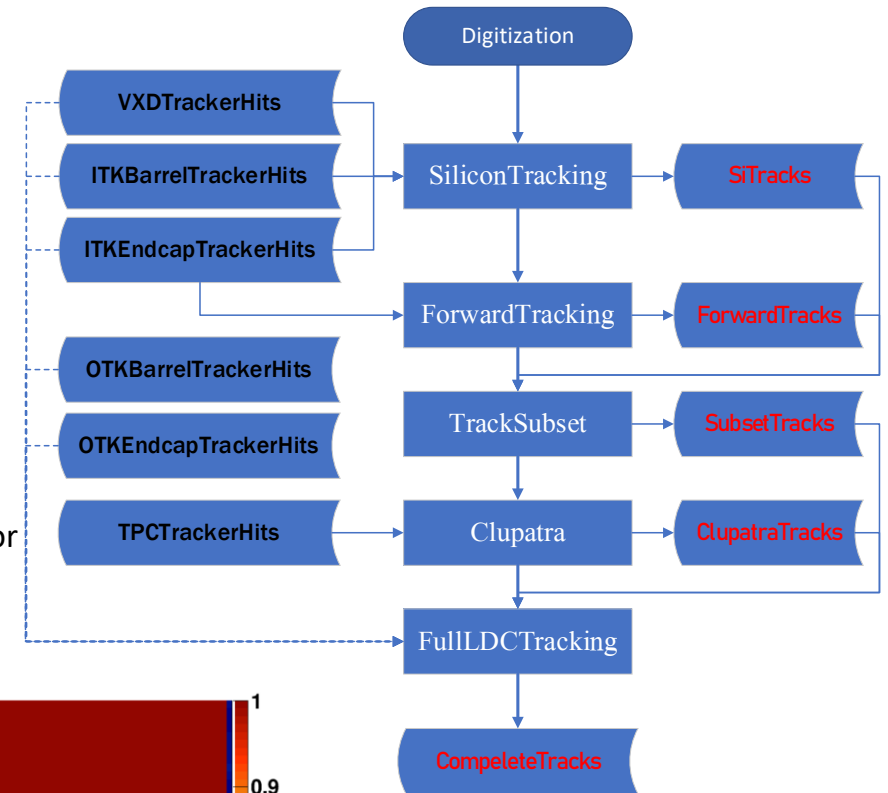 Digitization
VXDTrackerHits
ITKBarrelTrackerHits
SiliconTracking
SiTracks
ITKEndcapTrackerHits
ForwardTracking
ForwardTracks
OTKBarrelTrackerHits
TrackSubset
SubsetTracks
OTKEndcapTrackerHits
or
TPCTrackerHits
Clupatra
ClupatraTracks
FullLDCTracking
CompeleteTracks
1
0.9